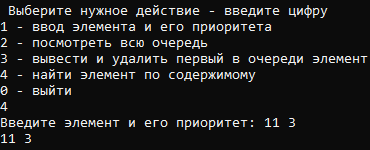 Выберите нужное действие - введите цифру
1 - ввод элемента и его приоритета
2 - посмотреть всю очередь
3 - вывести и удалить первый в очереди элемент
4 - найти элемент по содержимому
0 - выйти
4
Введите элемент и его приоритет: 11 3
11 3